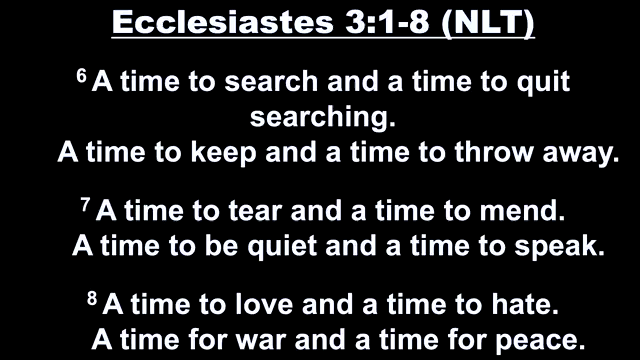 Ecclesiastes 3:1-8 (NLT)
6 A time to search and a time to quit
searching.
A time to keep and a time to throw away.
7 A time to tear and a time to mend.
A time to be quiet and a time to speak.
8 A time to love and a time to hate.
A time for war and a time for peace.